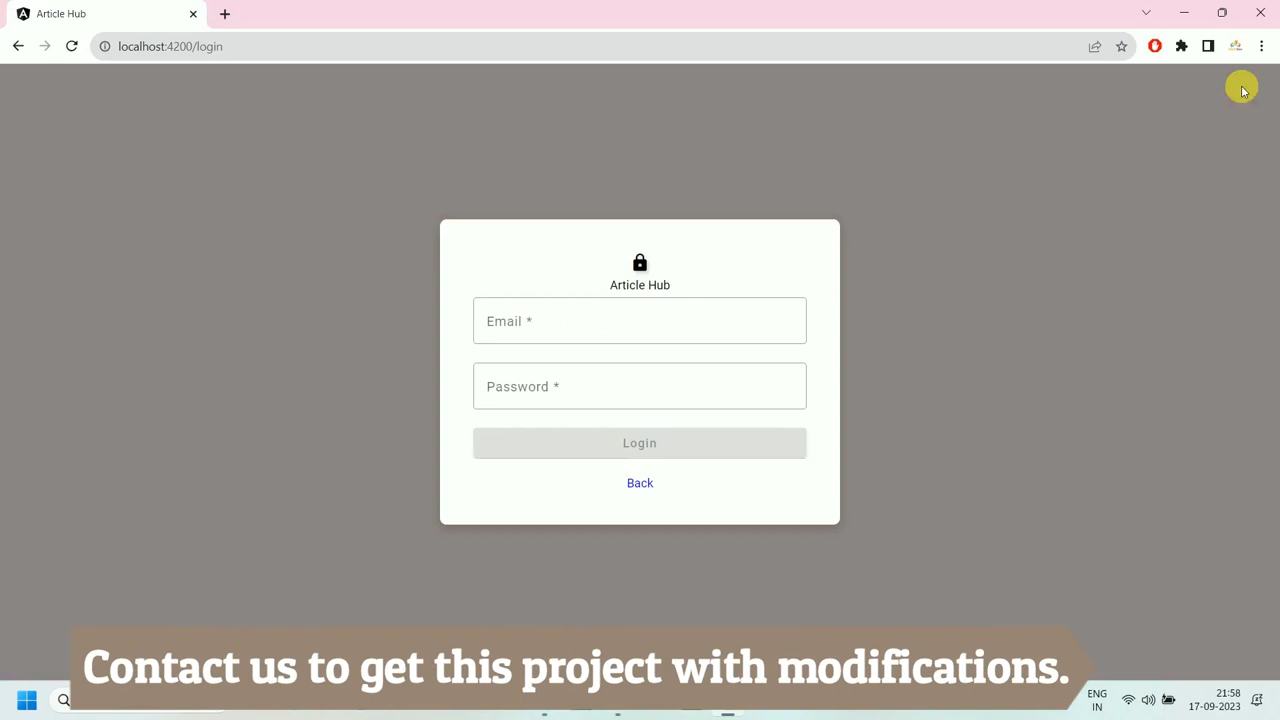 Article Hub
localhost:4200/login
Article Hub
Email *
Password *
Login
Back
Contact us to get this project with modifications.
ENG
IN
21:58
17-09-2023